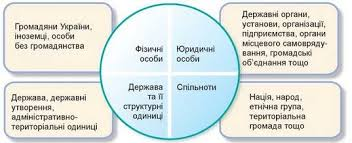 Громадяни України,
іноземці, особи
без громадянства
Фізичні
особи
Юридичні
особи
Державні органи,
установи, організації,
підприємства, органи
місцевого самовряду-
вання, громадські
об'єднання тощо
Держава, державні
утворення,
адміністративно-
територіальні одиниці
Держава
та її
структурні
одиниці
Спільноти
Нація, народ,
етнічна група,
територіальна
громада тощо